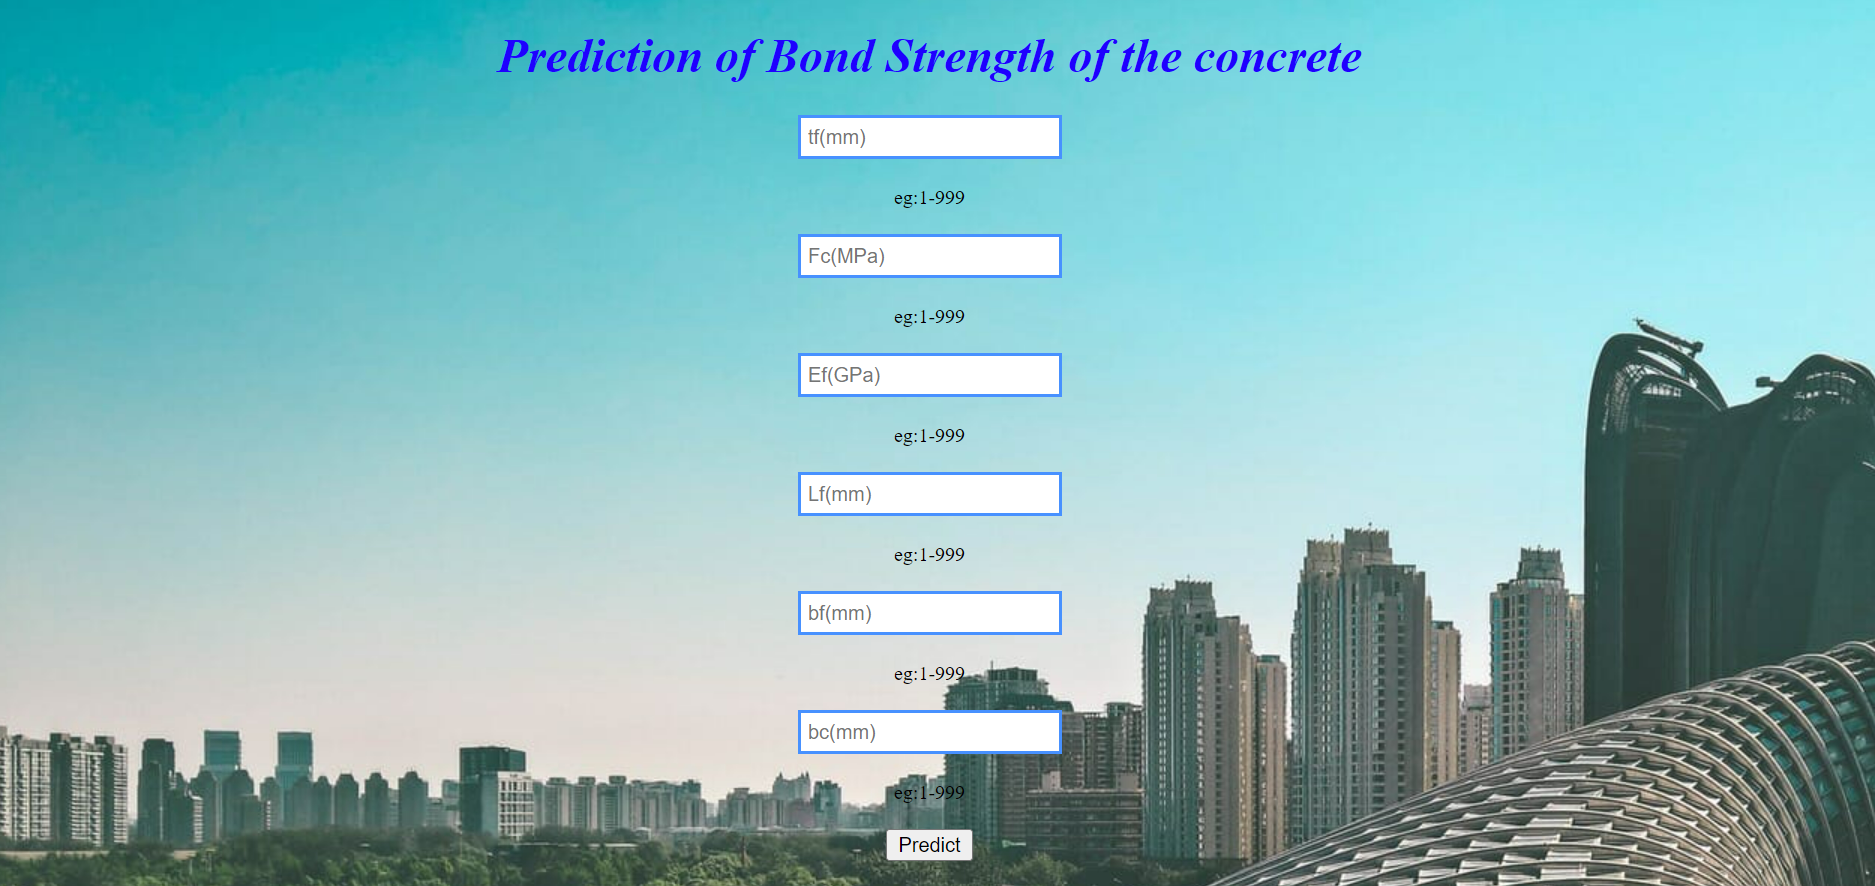 Prediction of Bond Strength of the concrete
tf(mm)
eg:1-999
Fc(MPa)
eg:1-999
Ef(GPa)
eg:1-999
Lf(mm)
eg:1-999
bf(mm)
eg:1-999
bc(mm)
eg:1-999
Predict